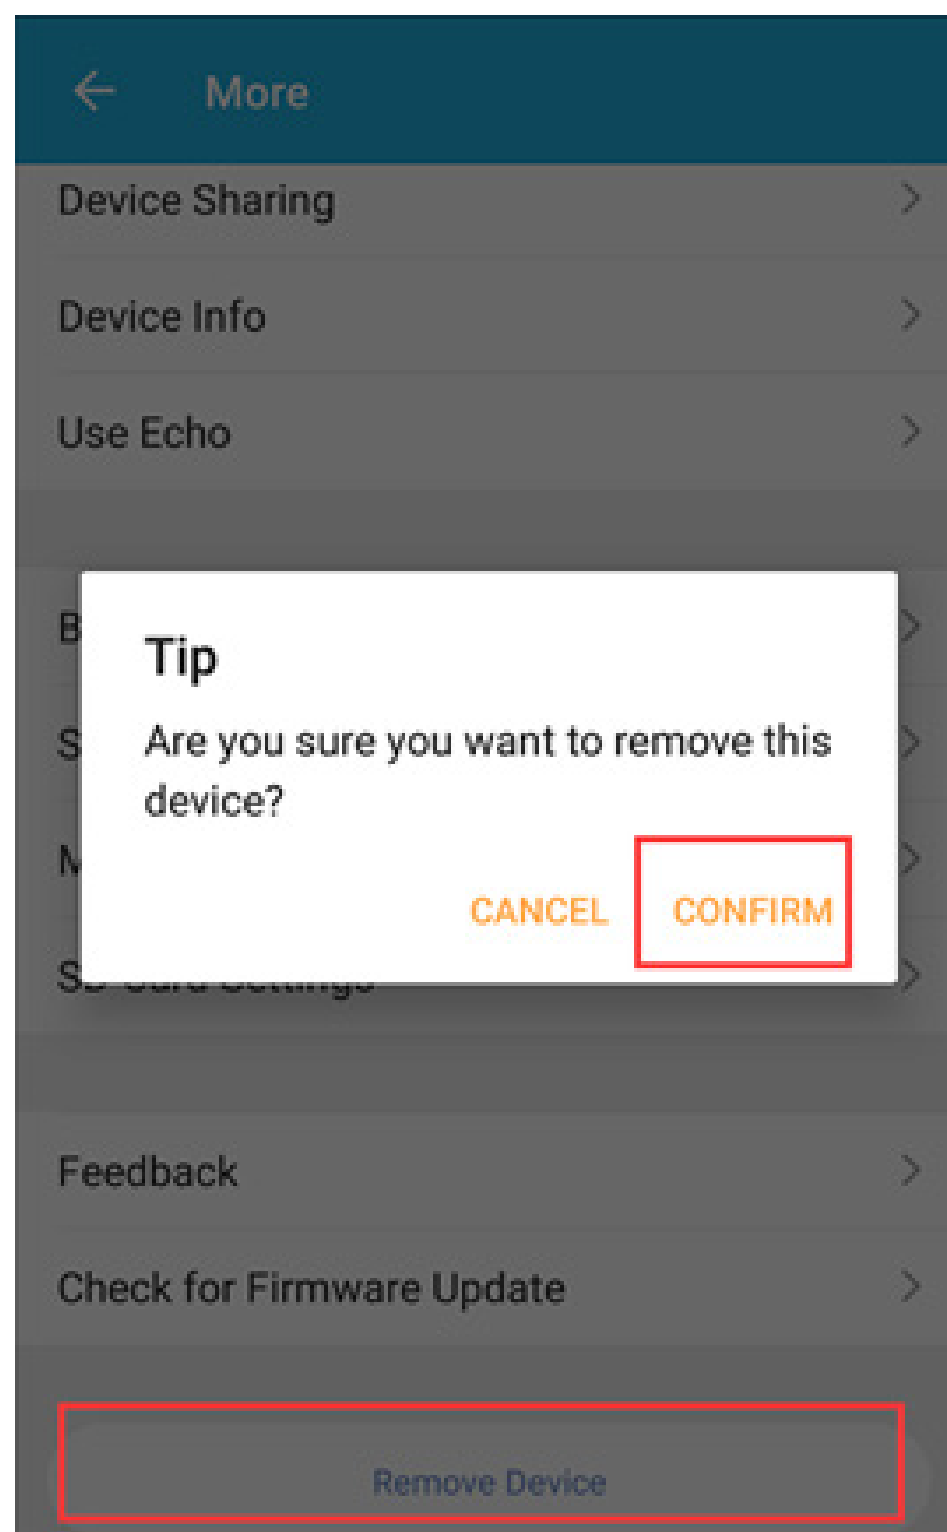 More
Device Sharing
Device Info
Use Echo
Tip
Are you sure you want to remove this
device?
CANCEL CONFIRM
Feedback
Check for Firmware Update
Remove Device